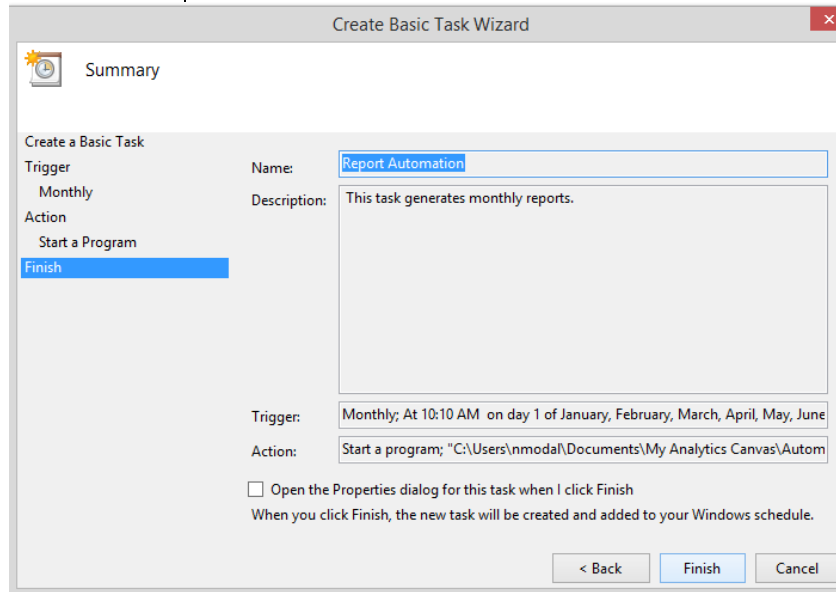 Create Basic Task Wizard
Summary
Create a Basic Task
Trigger
Monthly
Action
Start a Program
Finish
Name: Report Automation
Description: This task generates monthly reports.
Trigger: Monthly; At 10:10 AM on day 1 of January, February, March, April, May, June
Action: Start a program; "C:\Users\nmodal\Documents\My Analytics Canvas\Autom
Open the Properties dialog for this task when I click Finish
When you click Finish, the new task will be created and added to your Windows schedule.
< Back Finish Cancel